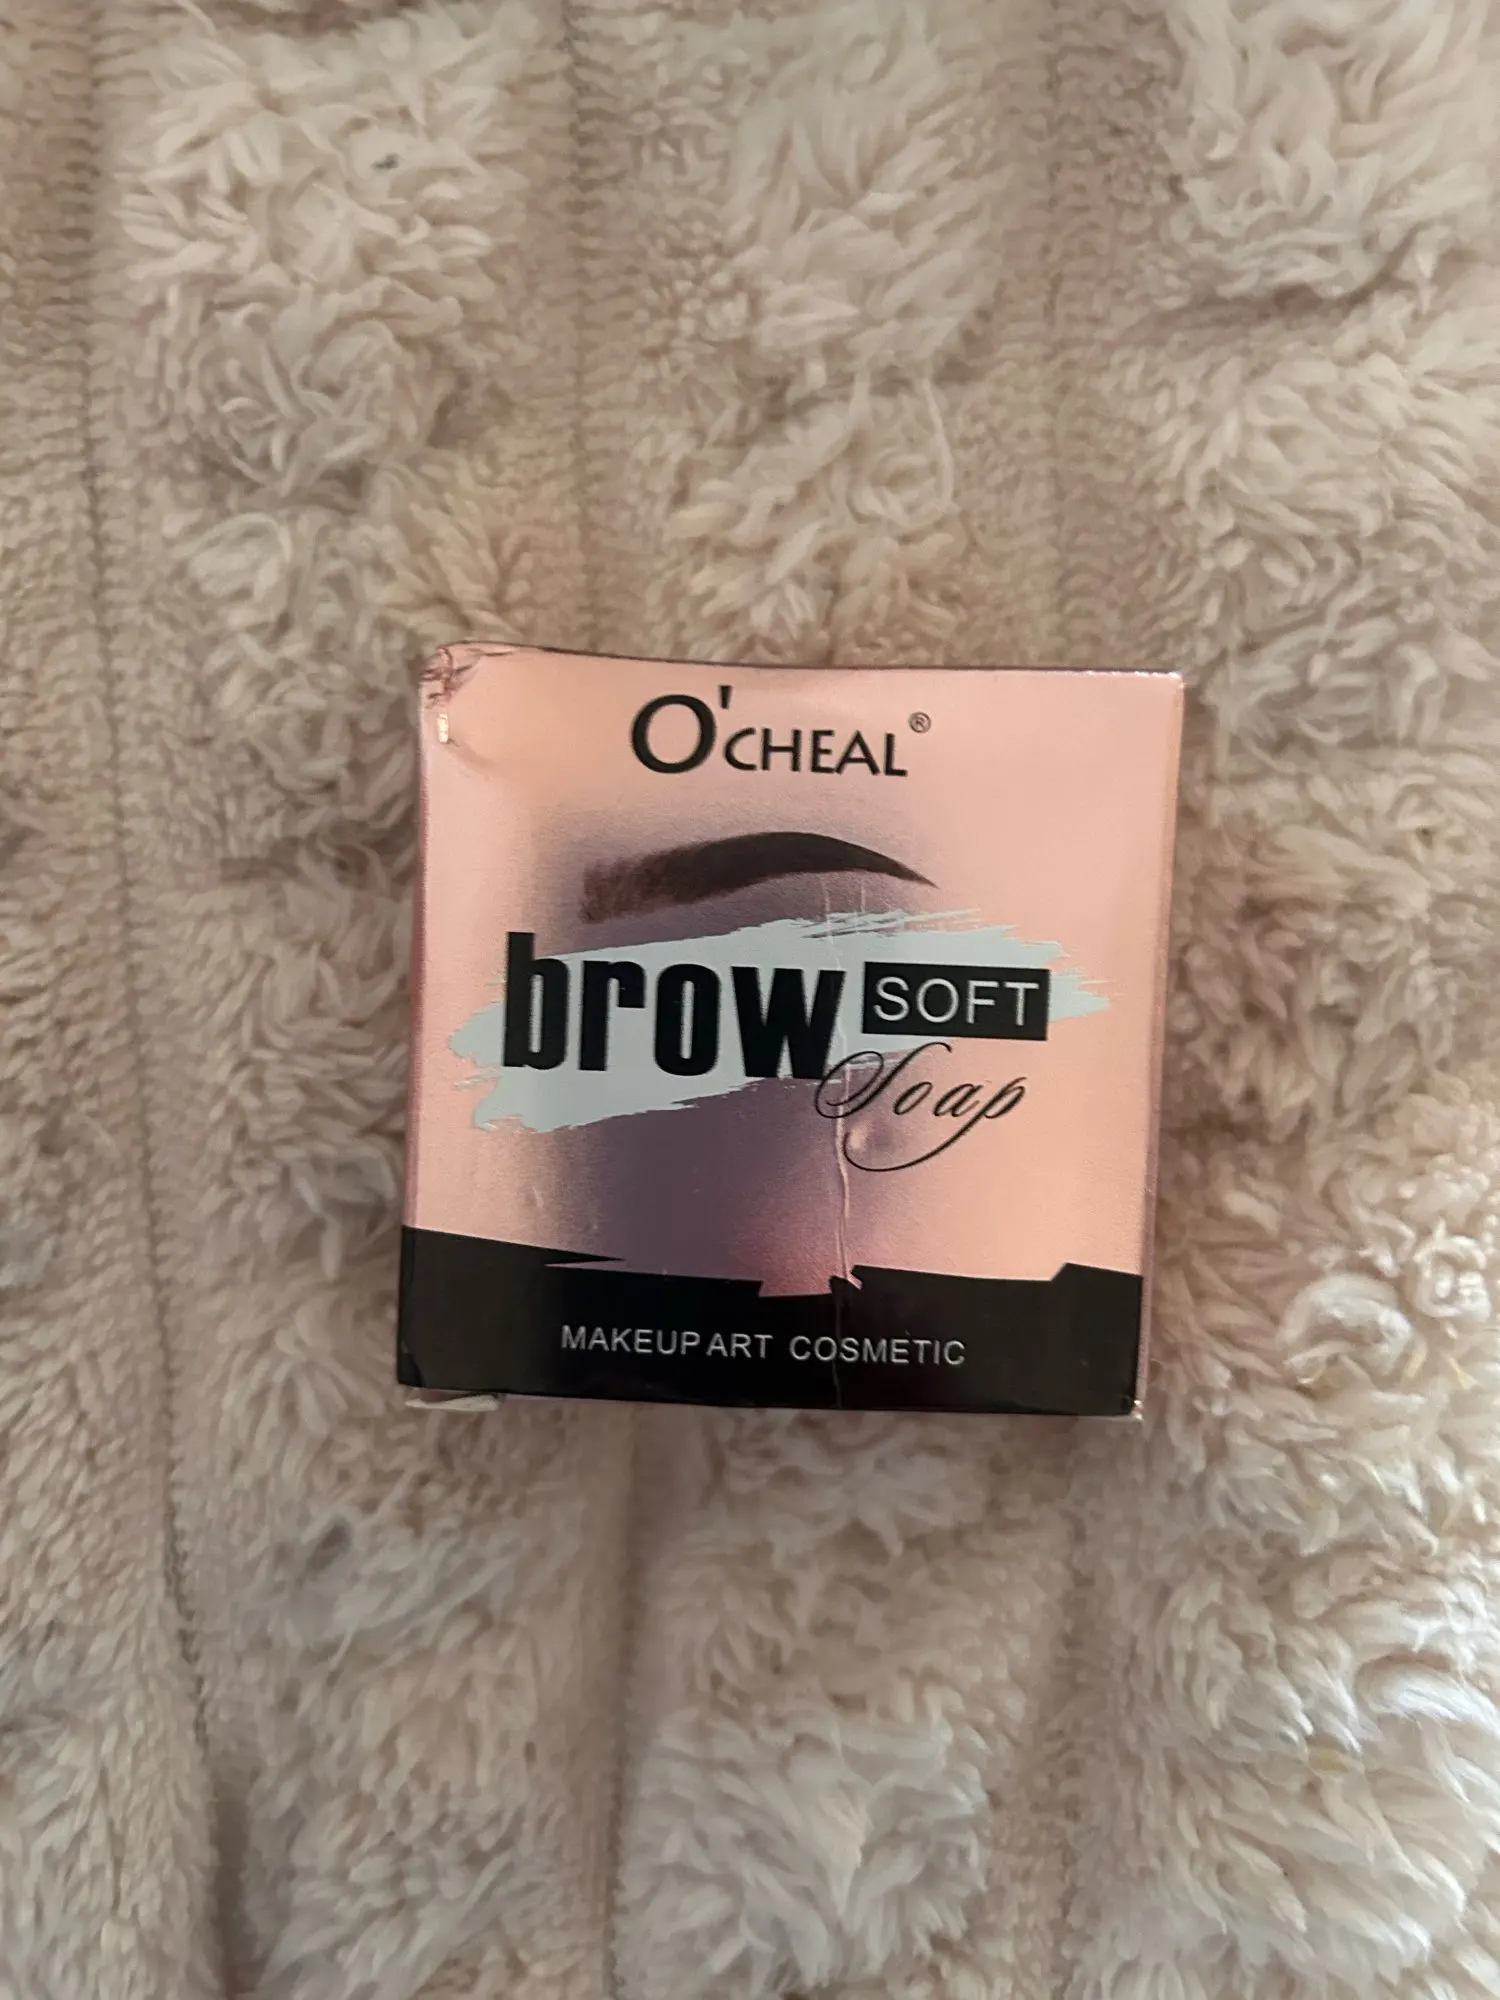 O'CHEAL®
brow SOFT
Soap
MAKEUP ART COSMETIC